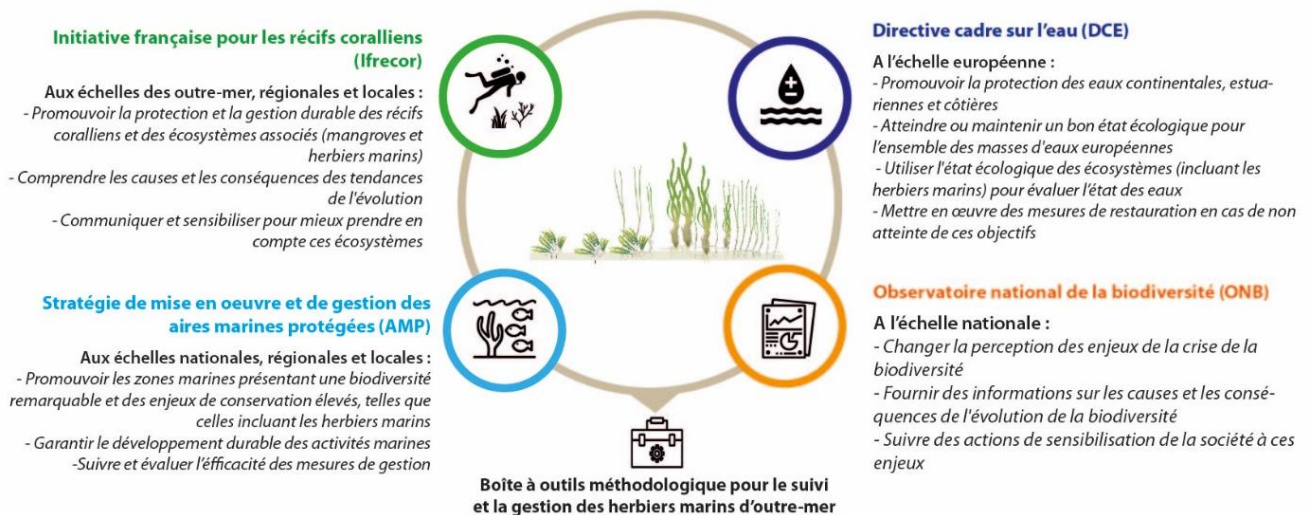 Initiative française pour les récifs coralliens
(Ifrecor)
Aux échelles des outre-mer, régionales et locales :
- Promouvoir la protection et la gestion durable des récifs
coralliens et des écosystèmes associés (mangroves et
herbiers marins)
- Comprendre les causes et les conséquences des tendances
de l'évolution
- Communiquer et sensibiliser pour mieux prendre en
compte ces écosystèmes
Directive cadre sur l’eau (DCE)
A l’échelle européenne :
- Promouvoir la protection des eaux continentales, estua-
riennes et côtières
- Atteindre ou maintenir un bon état écologique pour
l’ensemble des masses d'eaux européennes
- Utiliser l'état écologique des écosystèmes (incluant les
herbiers marins) pour évaluer l’état des eaux
- Mettre en œuvre des mesures de restauration en cas de non
atteinte de ces objectifs
Stratégie de mise en oeuvre et de gestion des
aires marines protégées (AMP)
Aux échelles nationales, régionales et locales :
- Promouvoir les zones marines présentant une biodiversité
remarquable et des enjeux de conservation élevés, telles que
celles incluant les herbiers marins
- Garantir le développement durable des activités marines
-Suivre et évaluer l’éfficacité des mesures de gestion
Observatoire national de la biodiversité (ONB)
A l’échelle nationale :
- Changer la perception des enjeux de la crise de la
biodiversité
- Fournir des informations sur les causes et les consé-
quences de l'évolution de la biodiversité
- Suivre des actions de sensibilisation de la société à ces
enjeux
Boîte à outils méthodologique pour le suivi
et la gestion des herbiers marins d’outre-mer